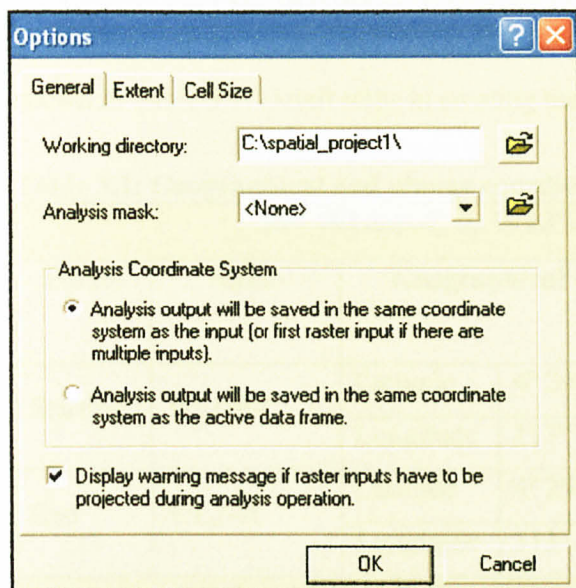 Options
General Extent Cell Size
Working directory: C:\spatial_project1\
Analysis mask: <None>
Analysis Coordinate System
Analysis output will be saved in the same coordinate
system as the input (or first raster input if there are
multiple inputs).
Analysis output will be saved in the same coordinate
system as the active data frame.
Display warning message if raster inputs have to be
projected during analysis operation.
OK Cancel